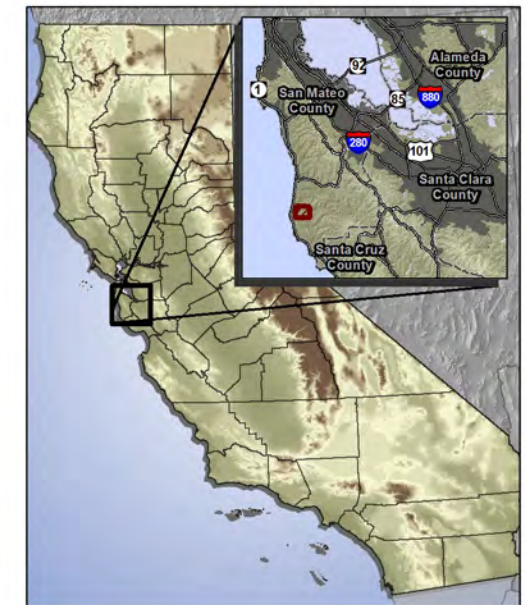 92
Alameda
County
1
San Mateo
County
85
880
280
101
Santa Clara
County
Santa Cruz
County